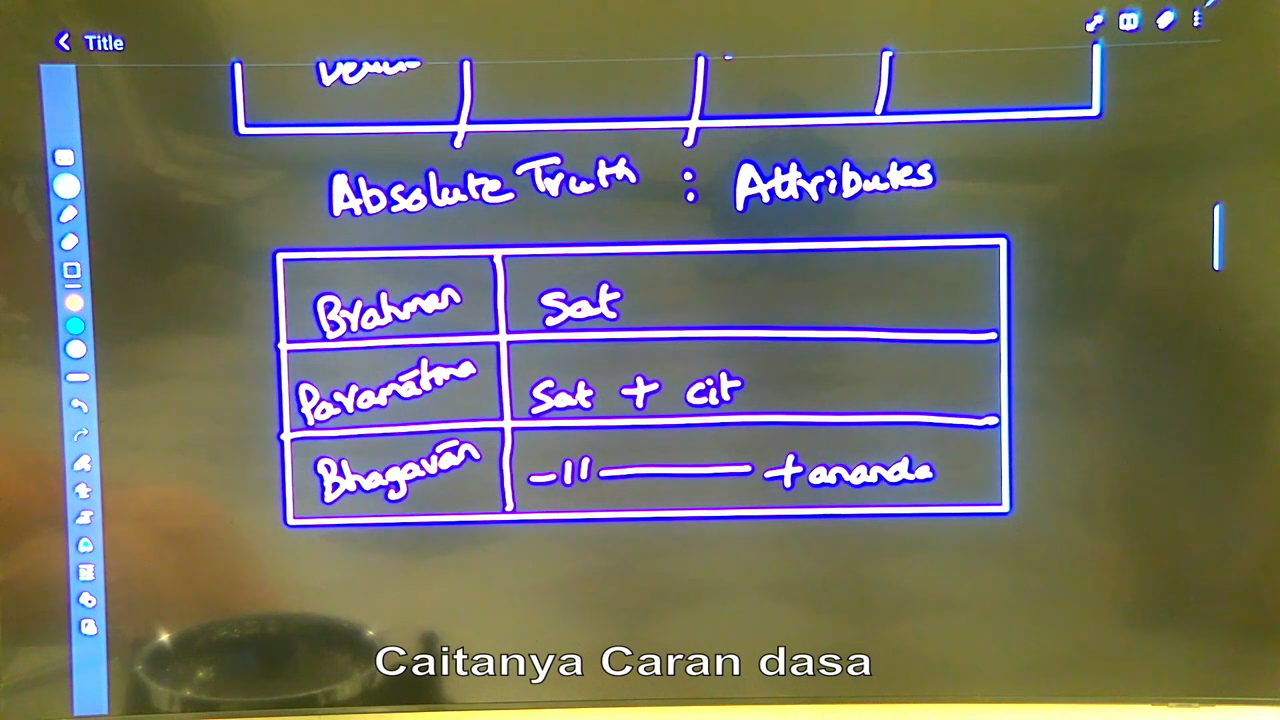 Title
Absolute Truth : Attributes
Brahman Sat
Paramātma Sat + cit
Bhagavān -11——— + ananda
Caitanya Caran dasa